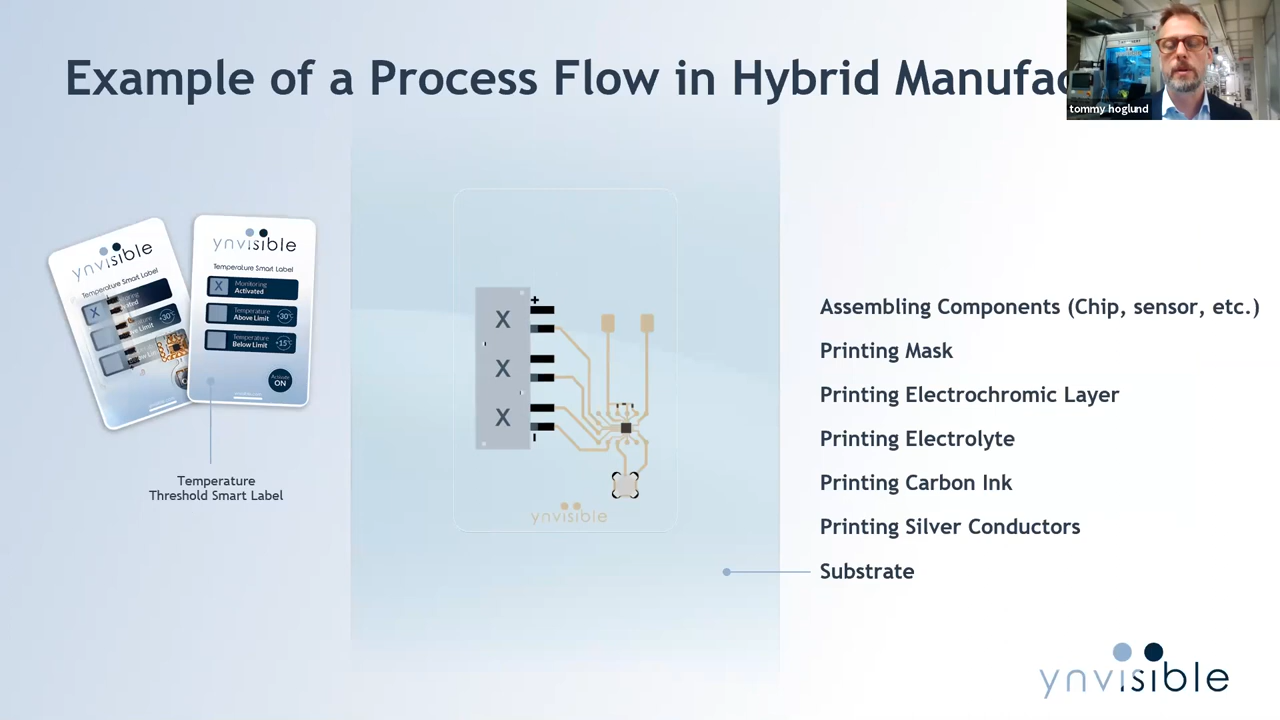 Example of a Process Flow in Hybrid Manufac
tommy hoglund
ynvisible
Temperature Smart Label
X
+30°
ynvisible
Temperature Smart Label
X
Monitoring
Activated
Temperature
Above Limit
+30°
Temperature
Below Limit
+15°
Activate
ON
Temperature
Threshold Smart Label
+
X
X
X
ynvisible
Assembling Components (Chip, sensor, etc.)
Printing Mask
Printing Electrochromic Layer
Printing Electrolyte
Printing Carbon Ink
Printing Silver Conductors
Substrate
ynvisible